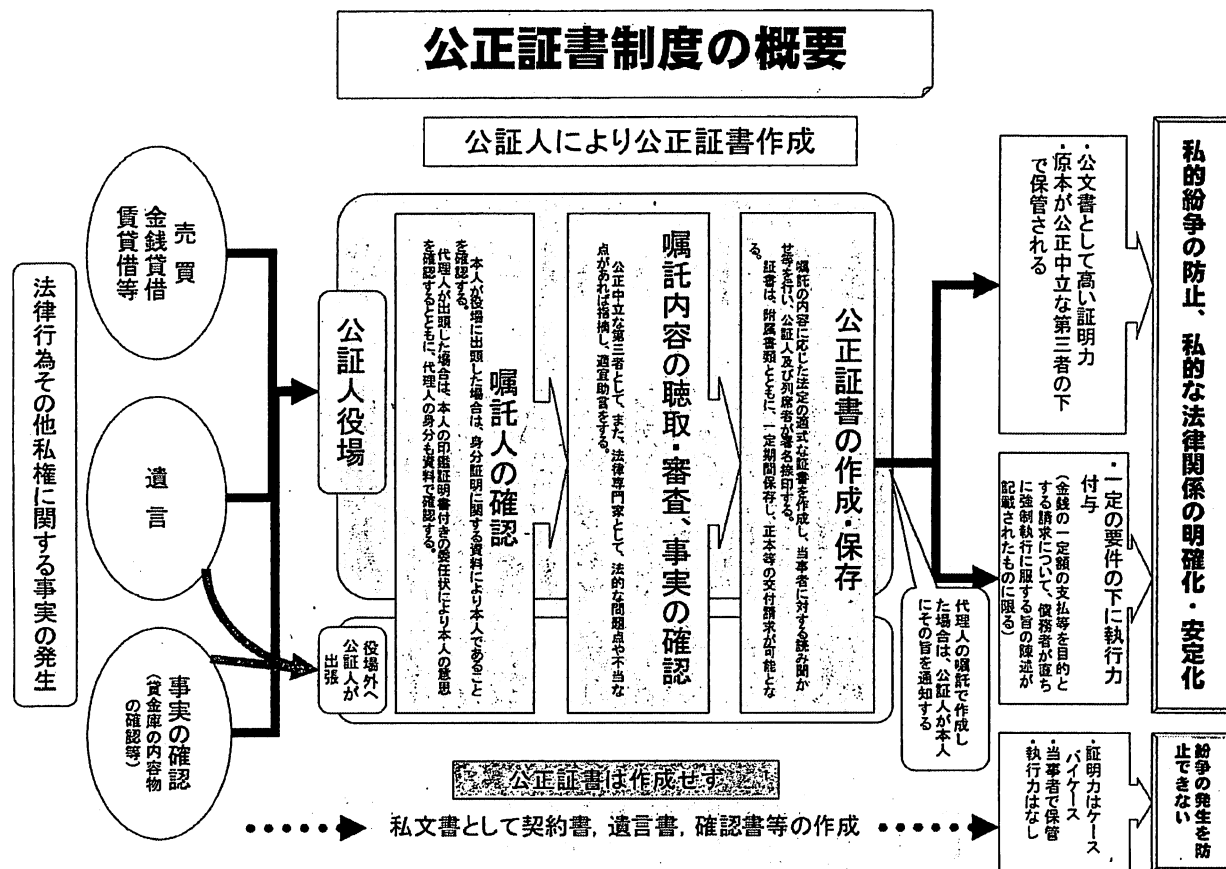 公正証書制度の概要
公証人により公正証書作成
法律行為その他私権に関する事実の発生
売買
金銭貸借
賃貸借等
遺言
事実の確認
(貸金庫の内容物
の確認等)
公証人役場
役場外へ
公証人が
出張
嘱託人の確認
本人が役場に出頭した場合は、身分証明に関する資料により本人であること
を確認する。
代理人が出頭した場合は、本人の印鑑証明書付きの委任状により本人の意思
を確認するとともに、代理人の身分も資料で確認する。
嘱託内容の聴取・審査、事実の確認
公正中立な第三者として、また、法律専門家として、法的な問題点や不当な
点があれば指摘し、適宜助言をする。
公正証書の作成・保存
嘱託の内容に応じた法定の適式な証書を作成し、当事者に対する読み聞か
せ等を行い、公証人及び列席者が署名捺印する。
証書は、附属書類とともに、一定期間保存し、正本等の交付請求が可能とな
る。
代理人の嘱託で作成し
た場合は、公証人が本人
にその旨を通知する
・公文書として高い証明力
・原本が公正中立な第三者の下
で保管される
・一定の要件の下に執行力
付与
(金銭の一定額の支払等を目的と
する請求について、債務者が直ち
に強制執行に服する旨の陳述が
記載されたものに限る)
私的紛争の防止、私的な法律関係の明確化・安定化
公正証書は作成せず
私文書として契約書,遺言書,確認書等の作成
・証明力はケース
バイケース
・当事者で保管
・執行力はなし
紛争の発生を防
止できない